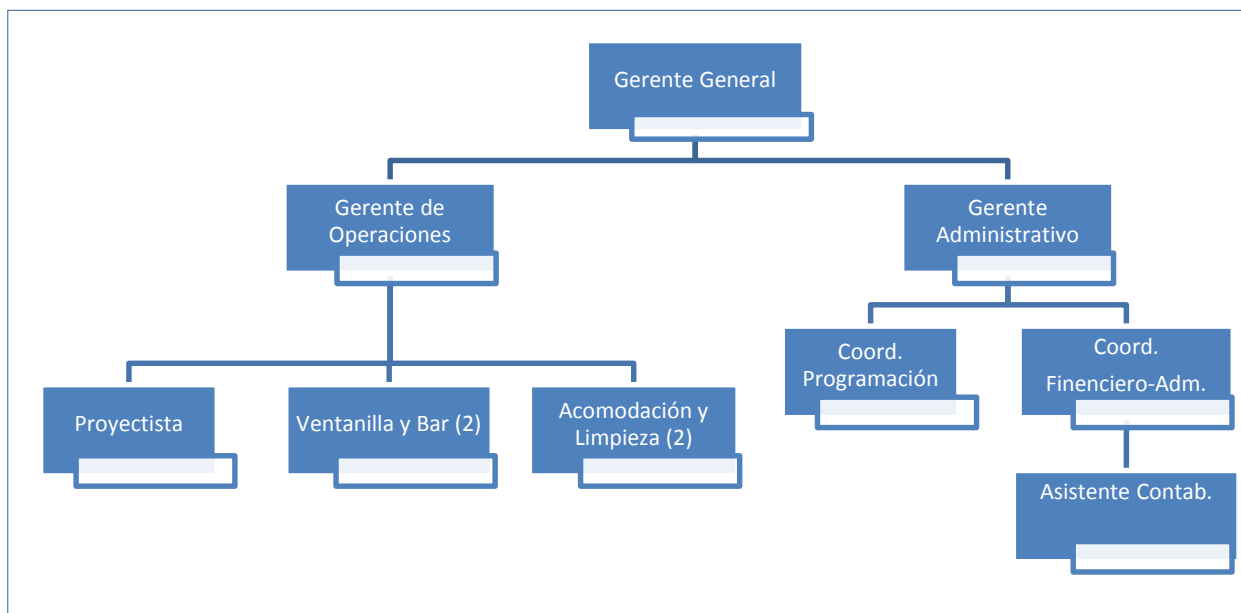 Gerente General
Gerente de
Operaciones
Gerente
Administrativo
Coord.
Programación
Coord.
Finenciero-Adm.
Proyectista
Ventanilla y Bar (2)
Acomodación y
Limpieza (2)
Asistente Contab.